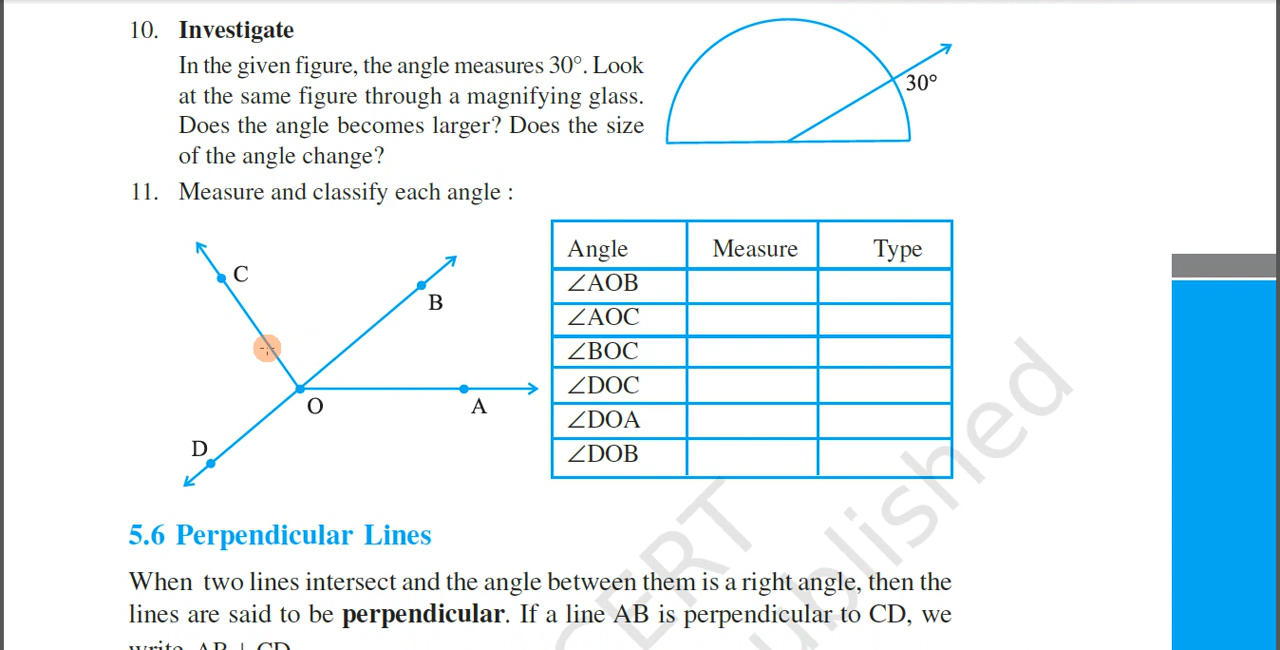 10. Investigate
In the given figure, the angle measures 30°. Look
at the same figure through a magnifying glass.
Does the angle becomes larger? Does the size
of the angle change?
30°
11. Measure and classify each angle :
C
B
O
A
D
Angle Measure Type
∠AOB
∠AOC
∠BOC
∠DOC
∠DOA
∠DOB
5.6 Perpendicular Lines
When two lines intersect and the angle between them is a right angle, then the
lines are said to be perpendicular. If a line AB is perpendicular to CD, we
write AB ⊥ CD